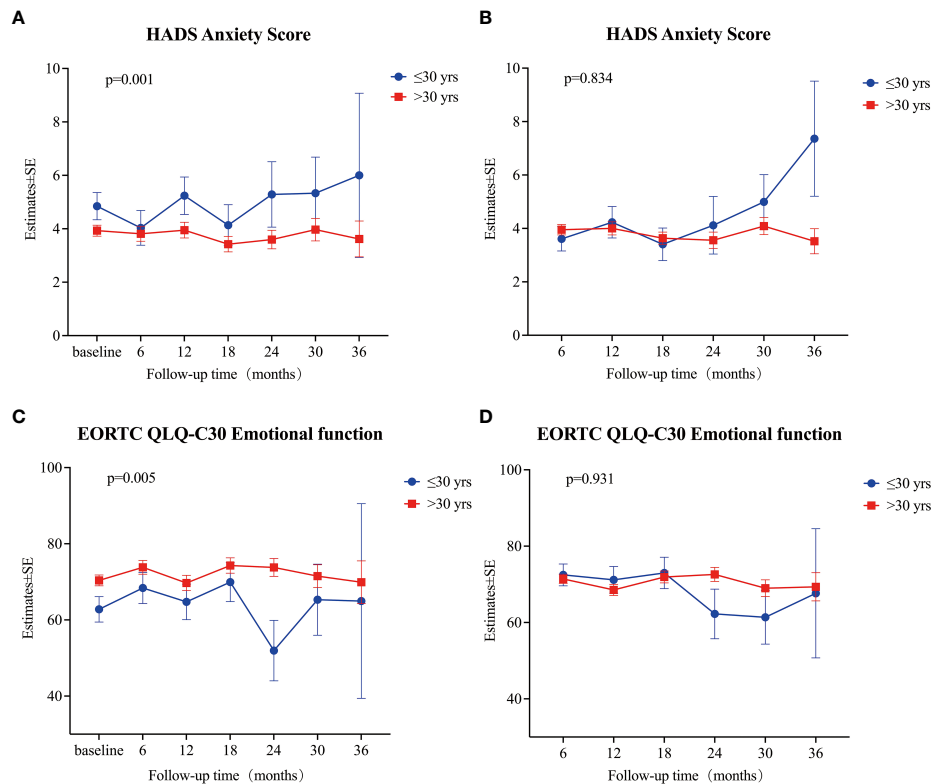 A
HADS Anxiety Score
p=0.001
≤30 yrs
>30 yrs
10
8
6
4
2
0
Estimates±SE
baseline 6 12 18 24 30 36
Follow-up time（months）
B
HADS Anxiety Score
p=0.834
≤30 yrs
>30 yrs
10
8
6
4
2
0
Estimates±SE
6 12 18 24 30 36
Follow-up time（months）
C
EORTC QLQ-C30 Emotional function
p=0.005
≤30 yrs
>30 yrs
100
80
60
40
Estimates±SE
baseline 6 12 18 24 30 36
Follow-up time（months）
D
EORTC QLQ-C30 Emotional function
p=0.931
≤30 yrs
>30 yrs
100
80
60
40
Estimates±SE
6 12 18 24 30 36
Follow-up time（months）